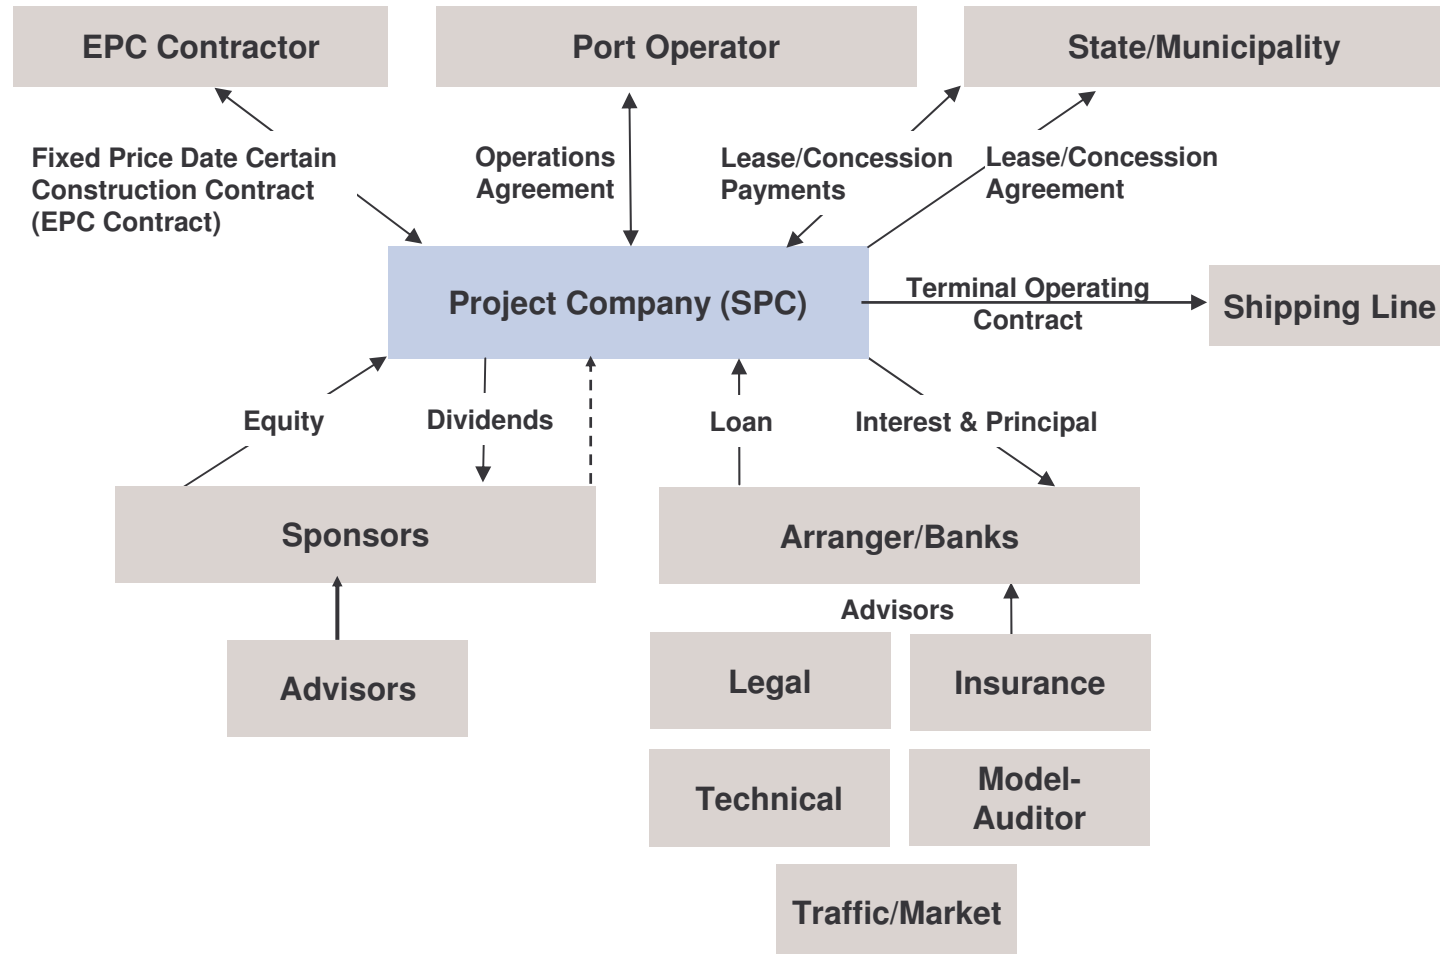 EPC Contractor
Port Operator
State/Municipality
Fixed Price Date Certain
Construction Contract
(EPC Contract)
Operations
Agreement
Lease/Concession
Payments
Lease/Concession
Agreement
Project Company (SPC)
Terminal Operating
Contract
Shipping Line
Equity
Dividends
Loan
Interest & Principal
Sponsors
Arranger/Banks
Advisors
Advisors
Legal
Insurance
Technical
Model-
Auditor
Traffic/Market